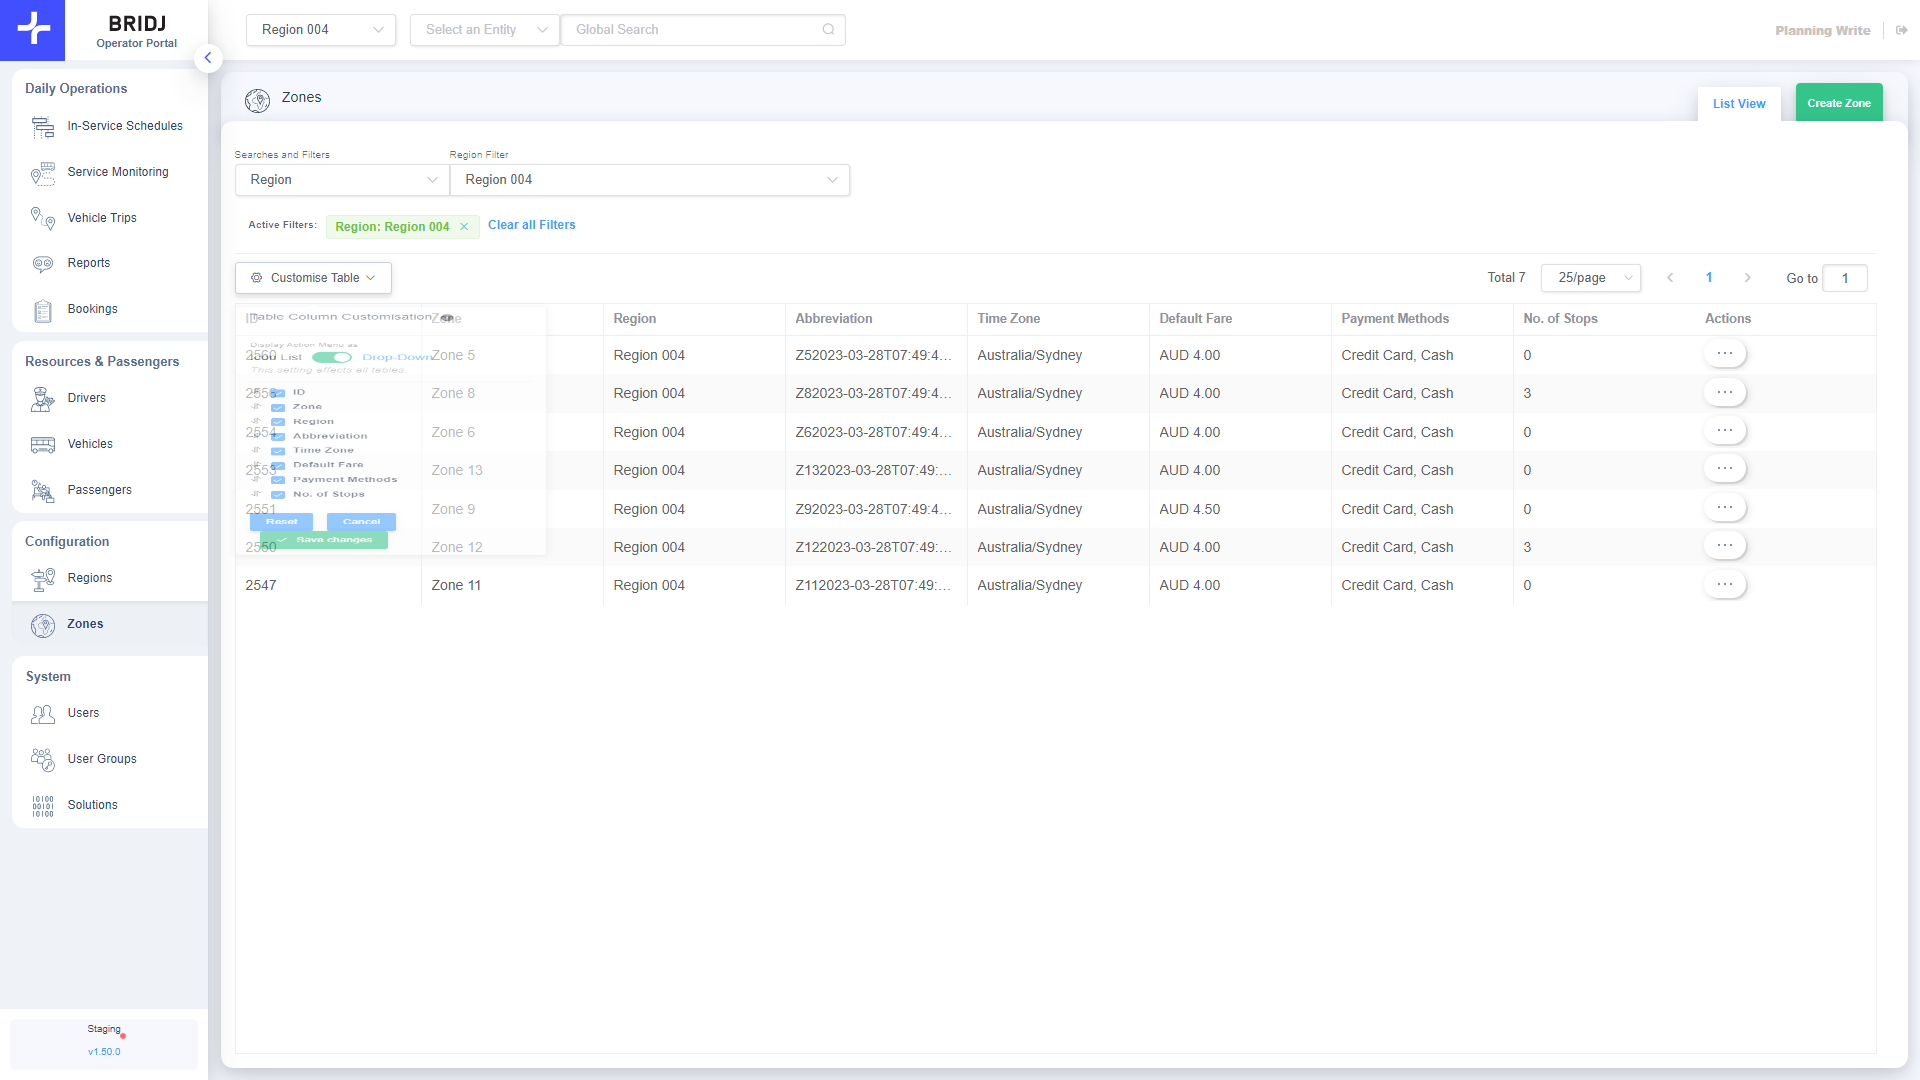 BRIDJ
Operator Portal
Region 004
Select an Entity
Global Search
Planning Write
Daily Operations
In-Service Schedules
Service Monitoring
Vehicle Trips
Reports
Bookings
Resources & Passengers
Drivers
Vehicles
Passengers
Configuration
Regions
Zones
System
Users
User Groups
Solutions
Staging
v1.50.0
Zones
List View
Create Zone
Searches and Filters
Region Filter
Region
Region 004
Active Filters:
Region: Region 004
Clear all Filters
Customise Table
Total 7
25/page
1
Go to
1
ID Zone Region Abbreviation Time Zone Default Fare Payment Methods No. of Stops Actions
2560 Zone 5 Region 004 Z52023-03-28T07:49:4... Australia/Sydney AUD 4.00 Credit Card, Cash 0
Zone 8 Region 004 Z82023-03-28T07:49:4... Australia/Sydney AUD 4.00 Credit Card, Cash 3
2554 Zone 6 Region 004 Z62023-03-28T07:49:4... Australia/Sydney AUD 4.00 Credit Card, Cash 0
2553 Zone 13 Region 004 Z132023-03-28T07:49:... Australia/Sydney AUD 4.00 Credit Card, Cash 0
2551 Zone 9 Region 004 Z92023-03-28T07:49:4... Australia/Sydney AUD 4.50 Credit Card, Cash 0
2550 Zone 12 Region 004 Z122023-03-28T07:49:... Australia/Sydney AUD 4.00 Credit Card, Cash 3
2547 Zone 11 Region 004 Z112023-03-28T07:49:... Australia/Sydney AUD 4.00 Credit Card, Cash 0
Table Column Customisation
Display Action Menu as
List
Drop-Down
This setting effects all tables.
ID
Zone
Region
Abbreviation
Time Zone
Default Fare
Payment Methods
No. of Stops
Reset
Cancel
Save changes